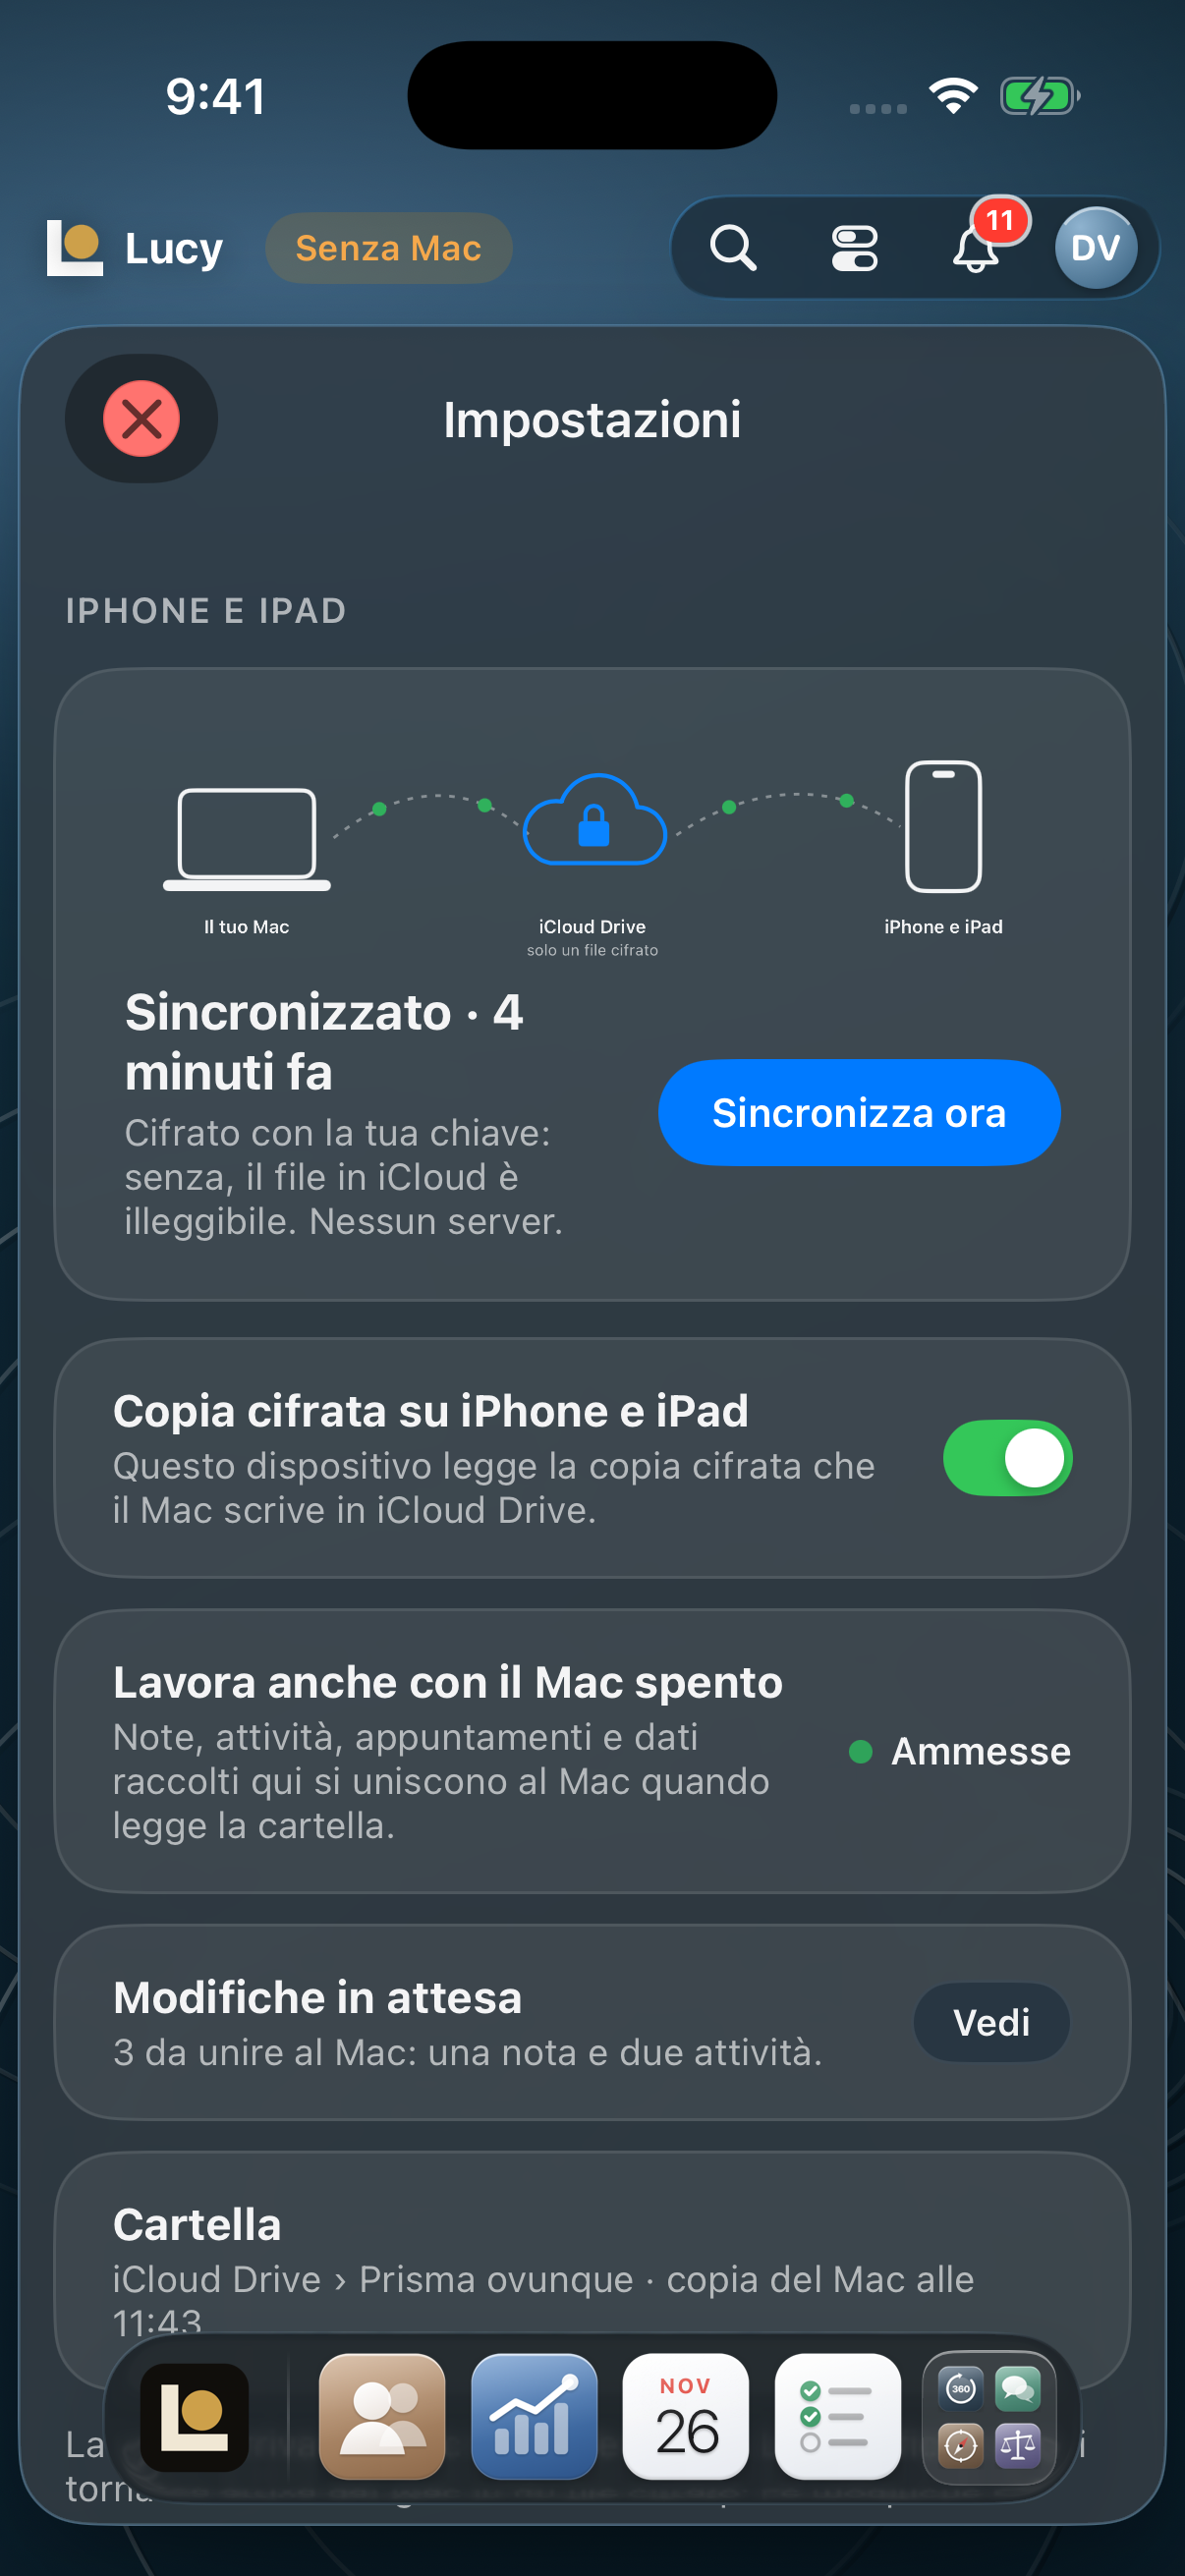 9:41
Lucy
Senza Mac
11
DV
Impostazioni
IPHONE E IPAD
Il tuo Mac
iCloud Drive
iPhone e iPad
solo un file cifrato
Sincronizzato · 4
minuti fa
Sincronizza ora
Cifrato con la tua chiave:
senza, il file in iCloud è
illeggibile. Nessun server.
Copia cifrata su iPhone e iPad
Questo dispositivo legge la copia cifrata che
il Mac scrive in iCloud Drive.
Lavora anche con il Mac spento
Note, attività, appuntamenti e dati
raccolti qui si uniscono al Mac quando
legge la cartella.
Ammesse
Modifiche in attesa
3 da unire al Mac: una nota e due attività.
Vedi
Cartella
iCloud Drive › Prisma ovunque · copia del Mac alle
11:43
NOV
26
360
La